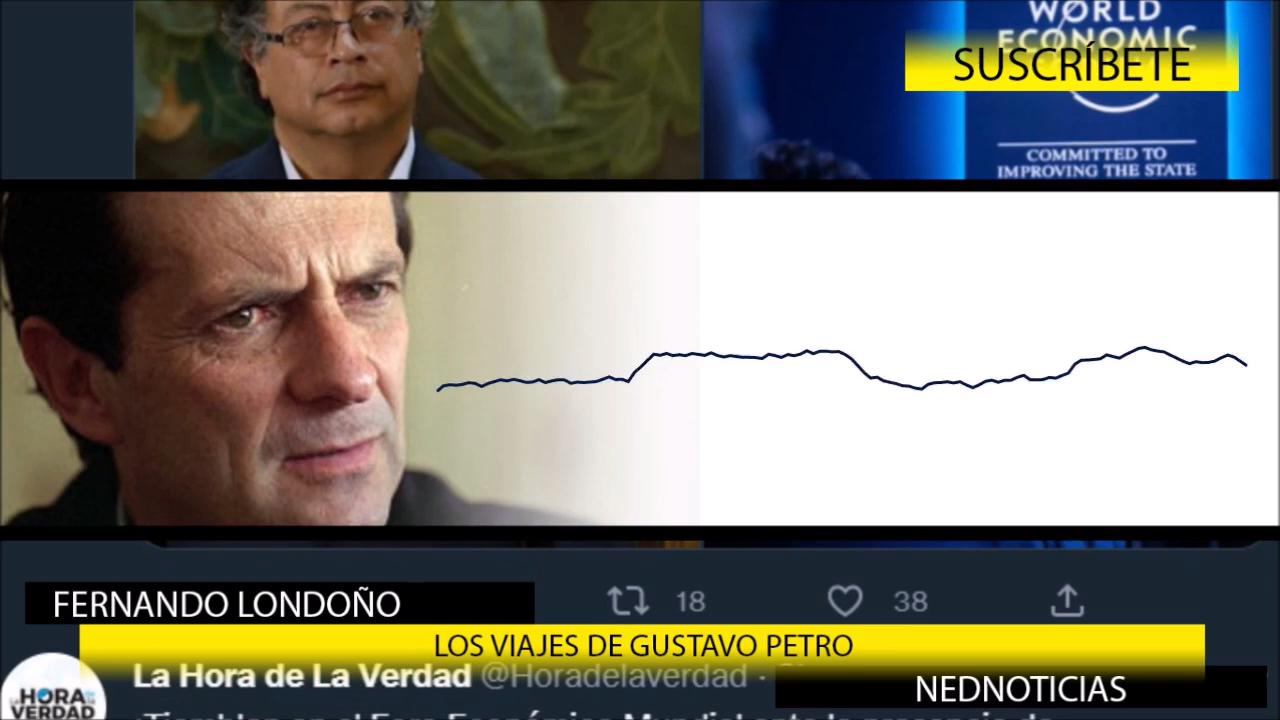 WORLD
ECONOMIC
SUSCRÍBETE
COMMITTED TO
IMPROVING THE STATE
FERNANDO LONDOÑO
18
38
LOS VIAJES DE GUSTAVO PETRO
La Hora de La Verdad @Horadelaverdad ·
HORA
VERDAD
NEDNOTICIAS